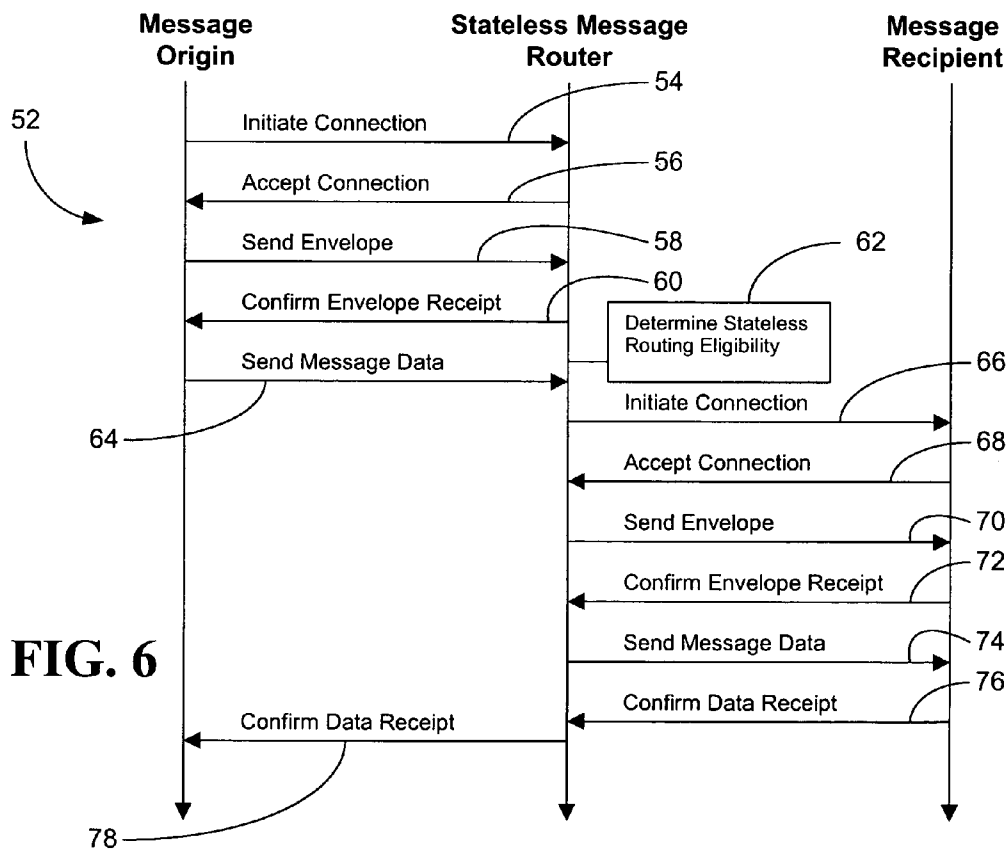 Message
Origin
Stateless Message
Router
Message
Recipient
54
52
Initiate Connection
56
Accept Connection
58
62
Send Envelope
60
Confirm Envelope Receipt
Determine Stateless
Routing Eligibility
Send Message Data
66
Initiate Connection
64
68
Accept Connection
70
Send Envelope
72
Confirm Envelope Receipt
74
FIG. 6
Send Message Data
76
Confirm Data Receipt
Confirm Data Receipt
78